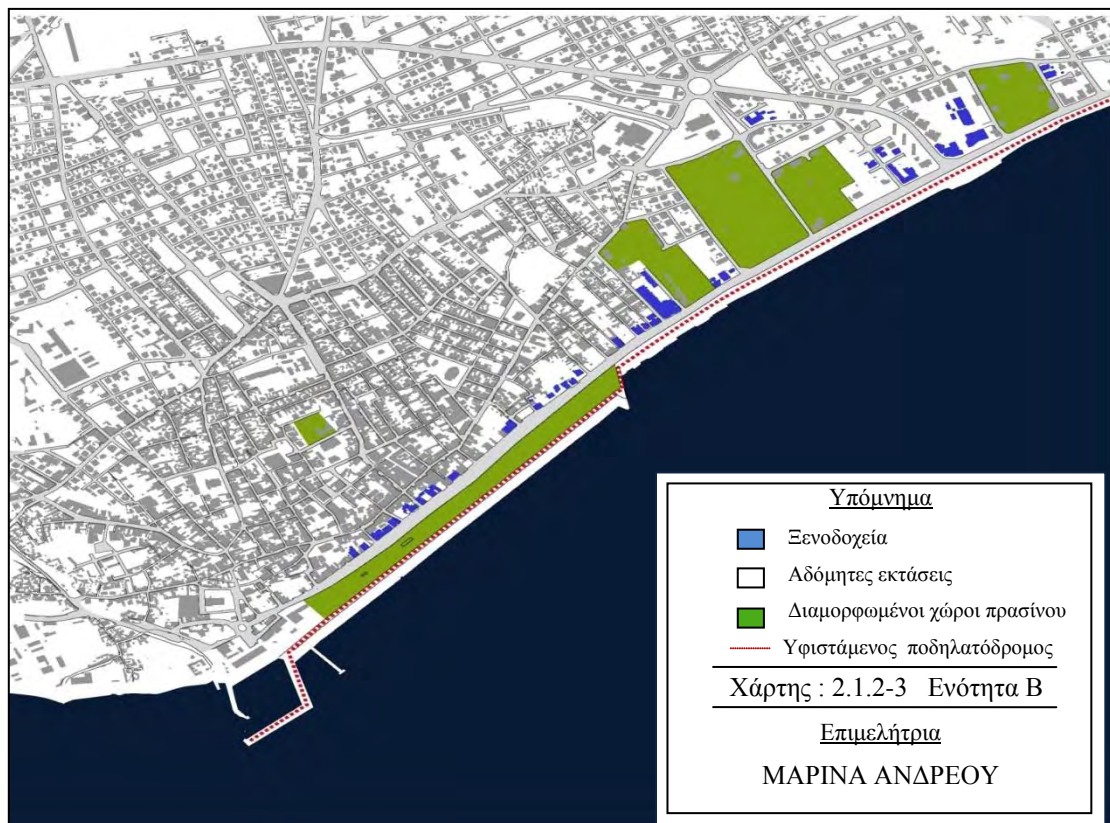 Υπόμνημα
Ξενοδοχεία
Αδόμητες εκτάσεις
Διαμορφωμένοι χώροι πρασίνου
Υφιστάμενος ποδηλατόδρομος
Χάρτης : 2.1.2-3 Ενότητα Β
Επιμελήτρια
ΜΑΡΙΝΑ ΑΝΔΡΕΟΥ